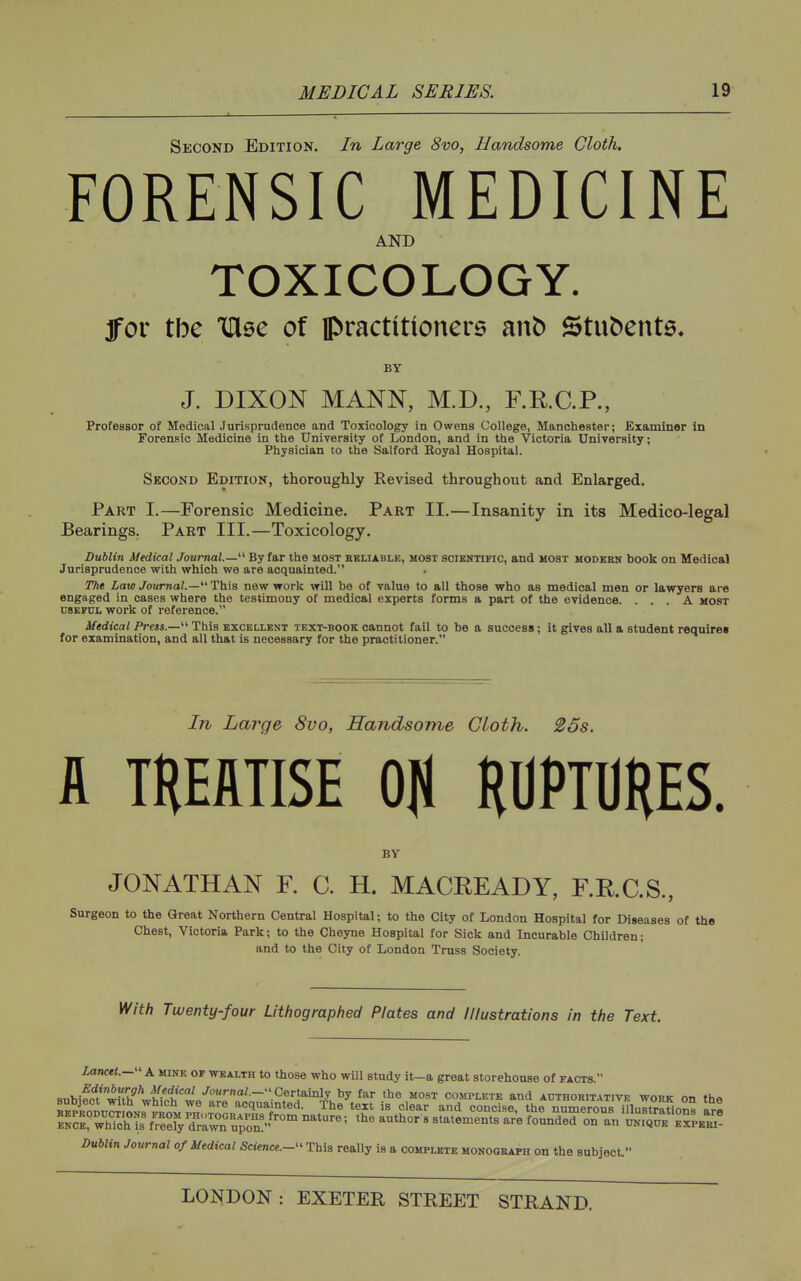 MEDICAL SERIES. 19
SECOND EDITION. In Large 8vo, Handsome Cloth.
FORENSIC MEDICINE
AND
TOXICOLOGY.
For the Use of Practitioners and Students.
BY
J. DIXON MANN, M.D., F.R.C.P.,
Professor of Medical Jurisprudence and Toxicology in Owens College, Manchester; Examiner in
Forensic Medicine in the University of London, and in the Victoria University;
Physician to the Salford Royal Hospital.
SECOND EDITION, thoroughly Revised throughout and Enlarged.
PART I.—Forensic Medicine. PART II.—Insanity in its Medico-legal
Bearings. PART III.—Toxicology.
Dublin Medical Journal.—“By far the MOST RELIABLE, MOST SCIENTIFIC, and MOST MODERN book on Medical
Jurisprudence with which we are acquainted.”
The Law Journal.—“This new work will be of value to all those who as medical men or lawyers are
engaged in cases where the testimony of medical experts forms a part of the evidence. . . . A MOST
USEFUL work of reference.”
Medical Press.—“This EXCELLENT TEXT-BOOK cannot fail to be a success; it gives all a student requires
for examination, and all that is necessary for the practitioner.”
In Large 8vo, Handsome Cloth. 25s.
A TREATISE ON RUPTURES.
BY
JONATHAN F. C. H. MACREADY, F.R.C.S.,
Surgeon to the Great Northern Central Hospital; to the City of London Hospital for Diseases of the
Chest, Victoria Park; to the Cheyne Hospital for Sick and Incurable Children;
and to the City of London Truss Society.
With Twenty-four Lithographed Plates and Illustrations in the Text.
Lancet.—“A MINE OF WEALTH to those who will study it—a great storehouse of FACTS.”
Edinburgh Medical Journal.—“Certainly by far the MOST COMPLETE and AUTHORITATIVE WORK on the
subject with which we are acquainted. The text is clear and concise, the numerous illustrations are
REPRODUCTIONS FROM PHOTOGRAPHS from nature; the author's statements are founded on an UNIQUE EXPERI-
ENCE, which is freely drawn upon.”
Dublin Journal of Medical Science.—“This really is a COMPLETE MONOGRAPH on the subject.”
LONDON: EXETER STREET STRAND.